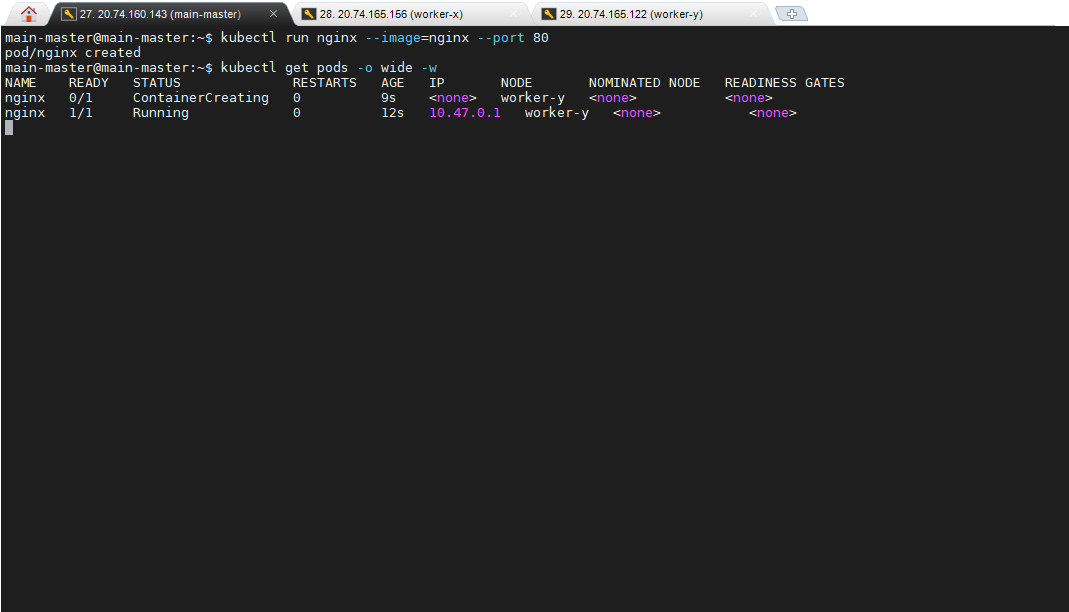 27. 20.74.160.143 (main-master) 28. 20.74.165.156 (worker-x) 29. 20.74.165.122 (worker-y)
main-master@main-master:~$ kubectl run nginx --image=nginx --port 80
pod/nginx created
main-master@main-master:~$ kubectl get pods -o wide -w
NAME    READY   STATUS              RESTARTS   AGE   IP       NODE       NOMINATED NODE   READINESS GATES
nginx   0/1     ContainerCreating   0          9s    <none>   worker-y   <none>           <none>
nginx   1/1     Running             0          12s   10.47.0.1   worker-y   <none>           <none>